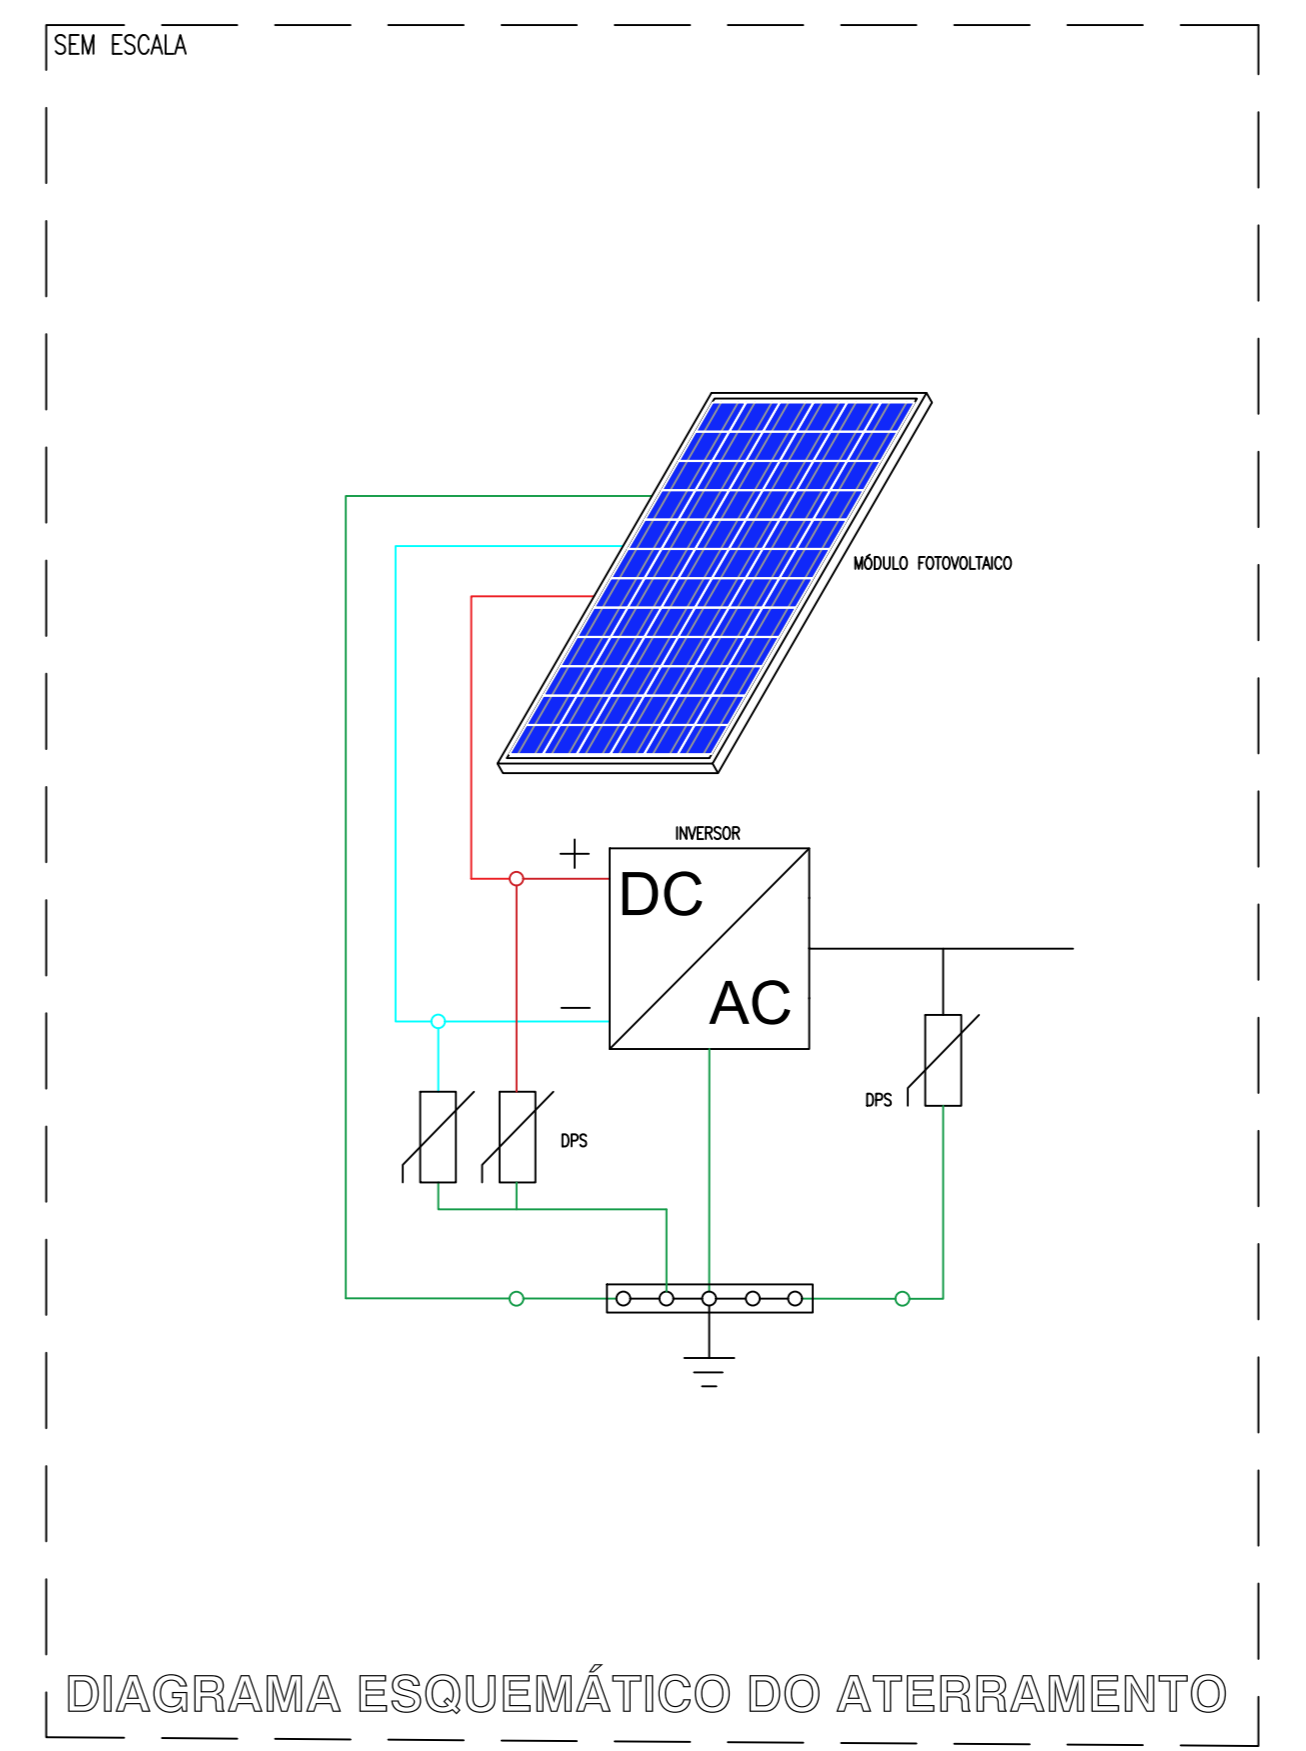 SEM ESCALA
MÓDULO FOTOVOLTAICO
INVERSOR
+
DC
—
AC
DPS
DPS
DIAGRAMA ESQUEMÁTICO DO ATERRAMENTO